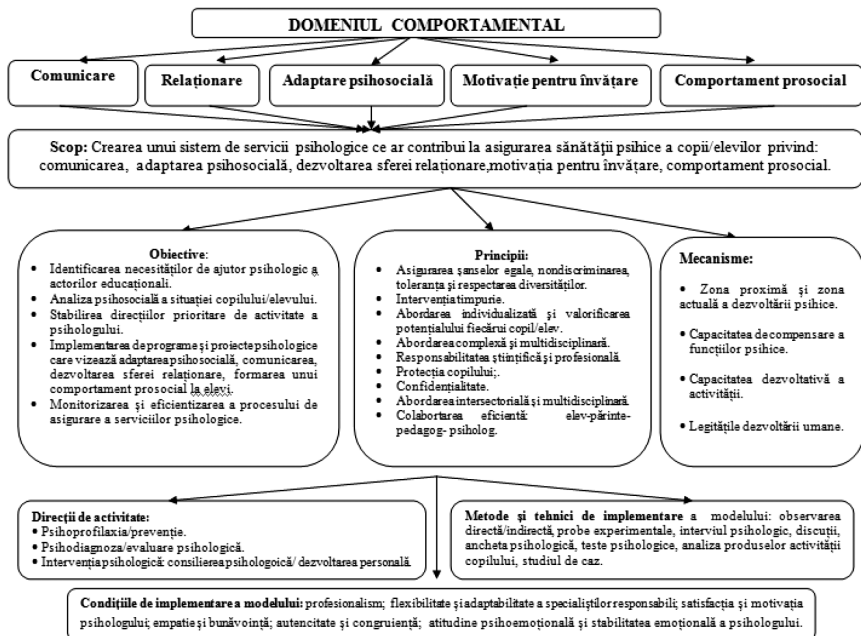 DOMENIUL COMPORTAMENTAL
Comunicare
Relaționare
Adaptare psihosocială
Motivație pentru învățare
Comportament prosocial
Scop: Crearea unui sistem de servicii psihologice ce ar contribui la asigurarea sănătății psihice a copii/elevilor privind:
comunicarea, adaptarea psihosocială, dezvoltarea sferei relaționare,motivația pentru învățare, comportament prosocial.
Obiective:
• Identificarea necesităților de ajutor psihologic a
actorilor educaționali.
• Analiza psihosocială a situației copilului/elevului.
• Stabilirea direcțiilor prioritare de activitate a
psihologului.
• Implementarea de programe și proiecte psihologice
care vizează adaptarea psihosocială, comunicarea,
dezvoltarea sferei relaționare, formarea unui
comportament prosocial la elevi.
• Monitorizarea și eficientizarea a procesului de
asigurare a serviciilor psihologice.
Principii:
• Asigurarea șanselor egale, nondiscriminarea,
toleranța și respectarea diversităților.
• Intervenția timpurie.
• Abordarea individualizată și valorificarea
potențialului fiecărui copil/elev.
• Abordarea complexă și multidisciplină.
• Responsabilitatea științifică și profesională.
• Protecția copilului;.
• Confidențialitate.
• Abordarea intersectorială și multidisciplinară.
• Colabortarea eficientă: elev-părinte-
pedagog- psiholog.
Mecanisme:
• Zona proximă și zona
actuală a dezvoltării psihice.
• Capacitatea de compensare a
funcțiilor psihice.
• Capacitatea dezvoltativă a
activității.
• Legitățile dezvoltării umane.
Direcții de activitate:
• Psihoprofilaxia/prevenție.
• Psihodiagnoza/evaluare psihologică.
• Intervenția psihologică: consilierea psihologoică/ dezvoltarea personală.
Metode și tehnici de implementare a modelului: observarea
directă/indirectă, probe experimentale, interviul psihologic, discuții,
ancheta psihologică, teste psihologice, analiza produselor activității
copilului, studiul de caz.
Condițiile de implementare a modelului: profesionalism; flexibilitate și adaptabilitate a specialiștilor responsabili; satisfacția și motivația
psihologului; empatie și bunăvoință; autencitate și congruiență; atitudine psihoemoțională și stabilitatea emoțională a psihologului.